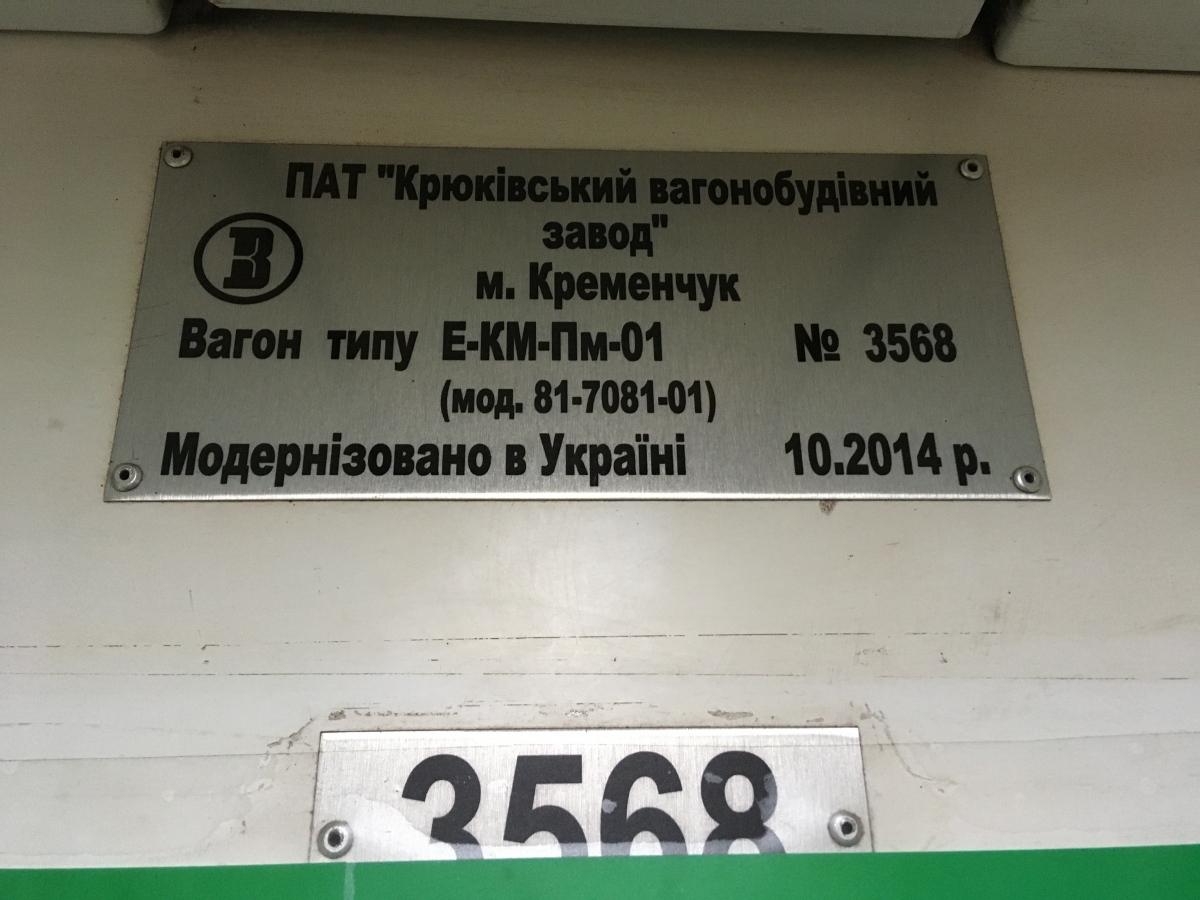 ПАТ "Крюківський вагонобудівний
завод"
В
м. Кременчук
Вагон типу Е-КМ-Пм-01 № 3568
(мод. 81-7081-01)
Модернізовано в Україні 10.2014 р.
3568